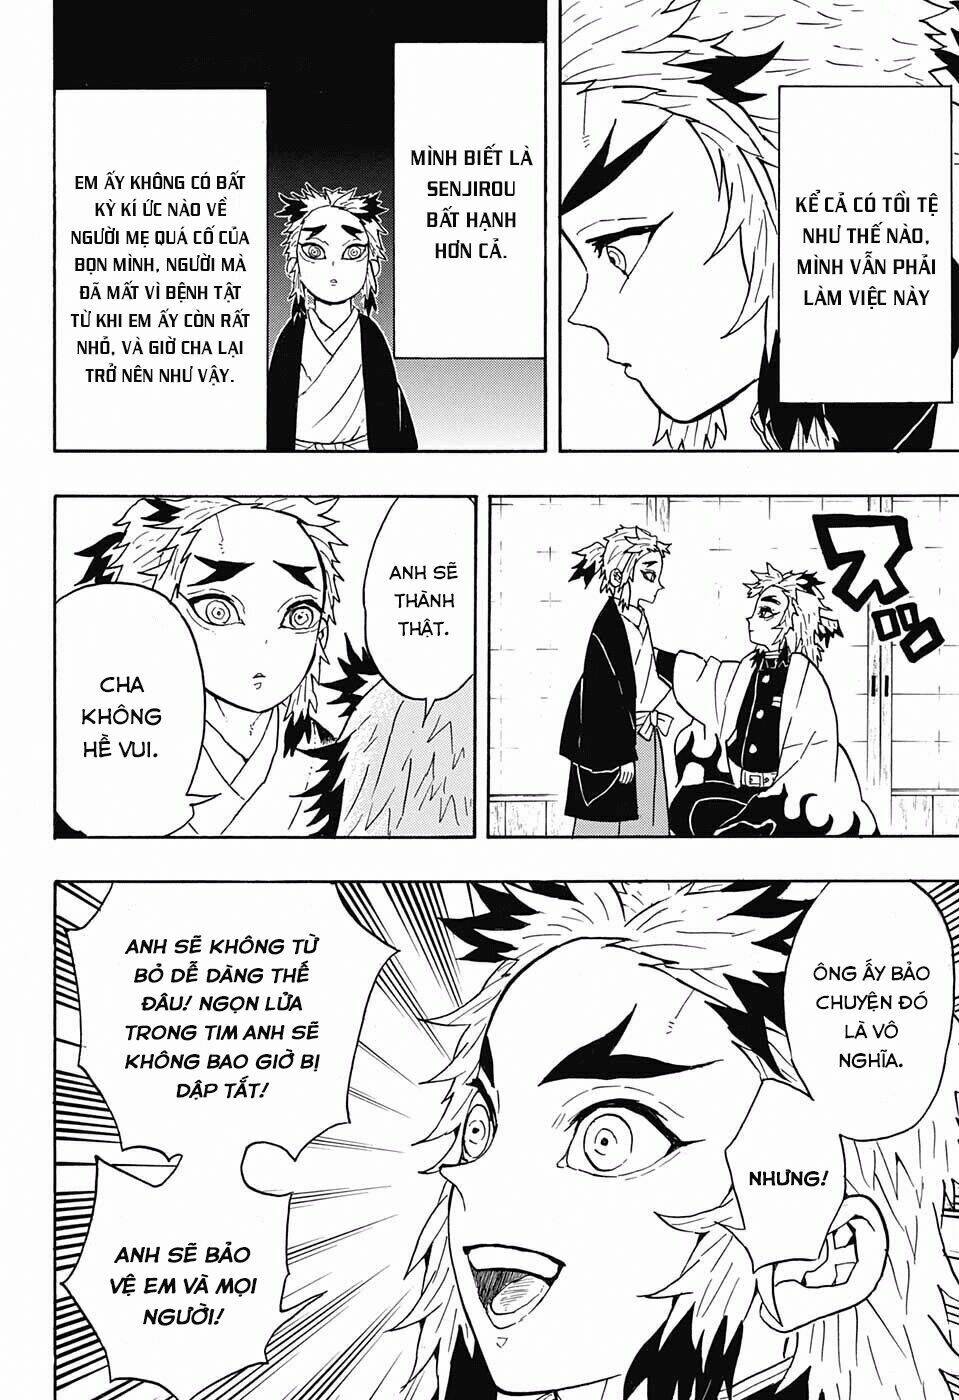 KỂ CẢ CÓ TỒI TỆ
NHƯ THẾ NÀO,
MÌNH VẪN PHẢI
LÀM VIỆC NÀY
MÌNH BIẾT LÀ
SENJIROU
BẤT HẠNH
HƠN CẢ.
EM ẤY KHÔNG CÓ BẤT
KỲ KÍ ỨC NÀO VỀ
NGƯỜI MẸ QUÁ CỐ CỦA
BỌN MÌNH, NGƯỜI MÀ
ĐÃ MẤT VÌ BỆNH TẬT
TỪ KHI EM ẤY CÒN RẤT
NHỎ, VÀ GIỜ CHA LẠI
TRỞ NÊN NHƯ VẬY.
ズズ
ANH SẼ
THÀNH
THẬT.
CHA
KHÔNG
HỀ VUI.
ÔNG ẤY BẢO
CHUYỆN ĐÓ
LÀ VÔ
NGHĨA.
NHƯNG!
ANH SẼ KHÔNG TỪ
BỎ DỄ DÀNG THẾ
ĐÂU! NGỌN LỬA
TRONG TIM ANH SẼ
KHÔNG BAO GIỜ BỊ
DẬP TẮT!
ANH SẼ BẢO
VỆ EM VÀ MỌI
NGƯỜI!